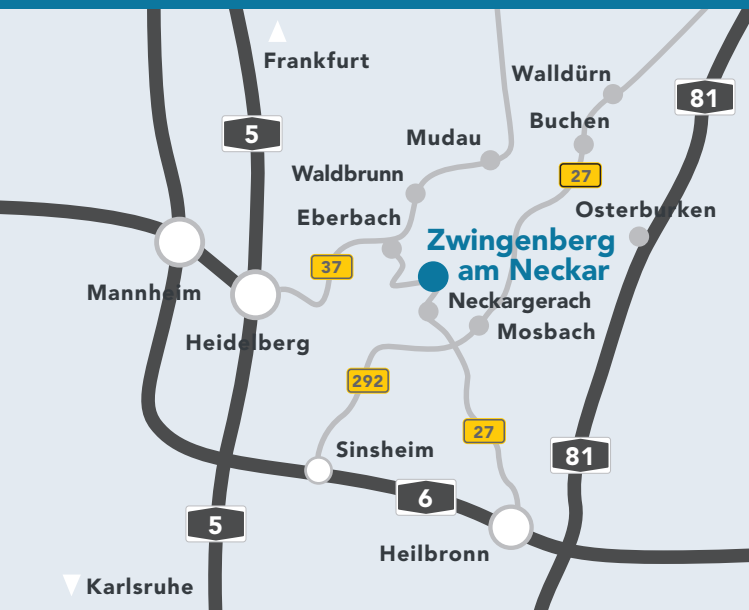 Frankfurt
Walldürn
81
5
Buchen
Mudau
Waldbrunn
27
Eberbach
Osterburken
Zwingenberg
am Neckar
37
Mannheim
Neckargerach
Heidelberg
Mosbach
292
27
Sinsheim
81
6
5
Heilbronn
Karlsruhe